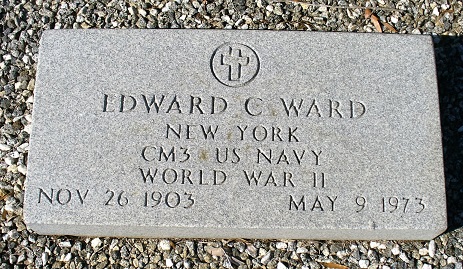 EDWARD C WARD
NEW YORK
CM3 US NAVY
WORLD WAR II
NOV 26 1903 MAY 9 1973